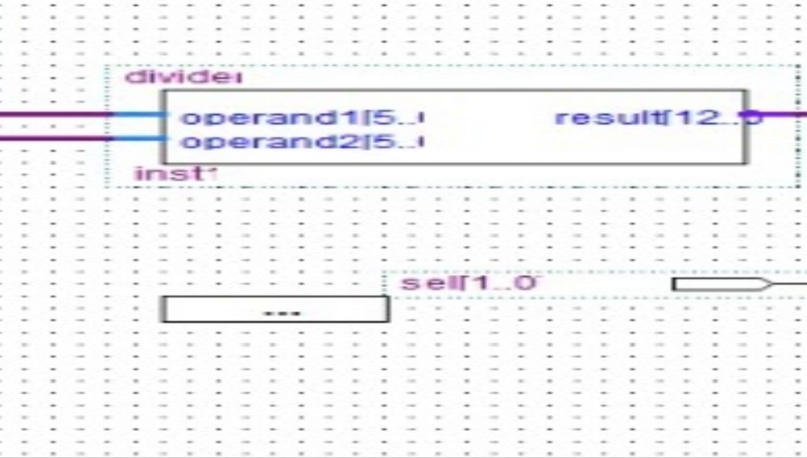 divider
operand1[5..
result[12..0
operand2[5..
inst1
sel[1..0]
...